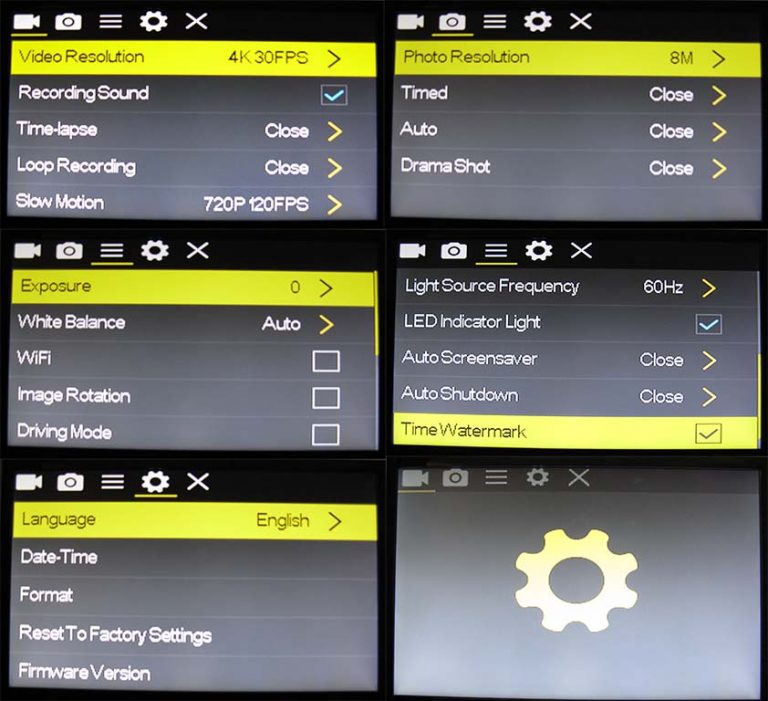 Video Resolution 4K 30FPS
Recording Sound
Time-lapse Close
Loop Recording Close
Slow Motion 720P 120FPS
Photo Resolution 8M
Timed Close
Auto Close
Drama Shot Close
Exposure 0
White Balance Auto
WiFi
Image Rotation
Driving Mode
Light Source Frequency 60Hz
LED Indicator Light
Auto Screensaver Close
Auto Shutdown Close
Time Watermark
Language English
Date-Time
Format
Reset To Factory Settings
Firmware Version